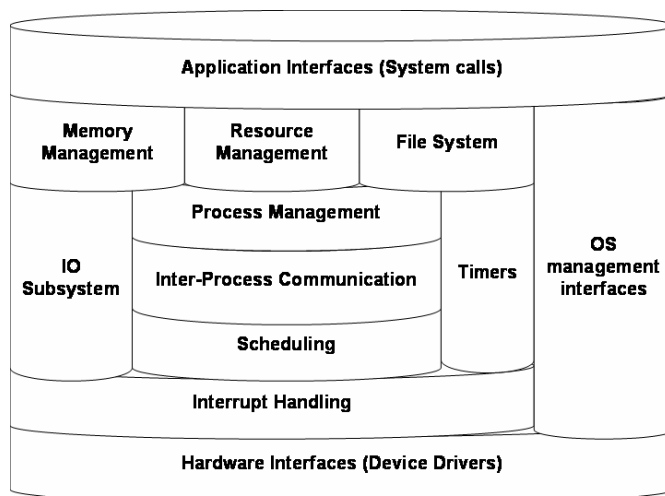 Application Interfaces (System calls)
Memory
Management
Resource
Management
File System
Process Management
IO
Subsystem
Inter-Process Communication
Timers
OS
management
interfaces
Scheduling
Interrupt Handling
Hardware Interfaces (Device Drivers)